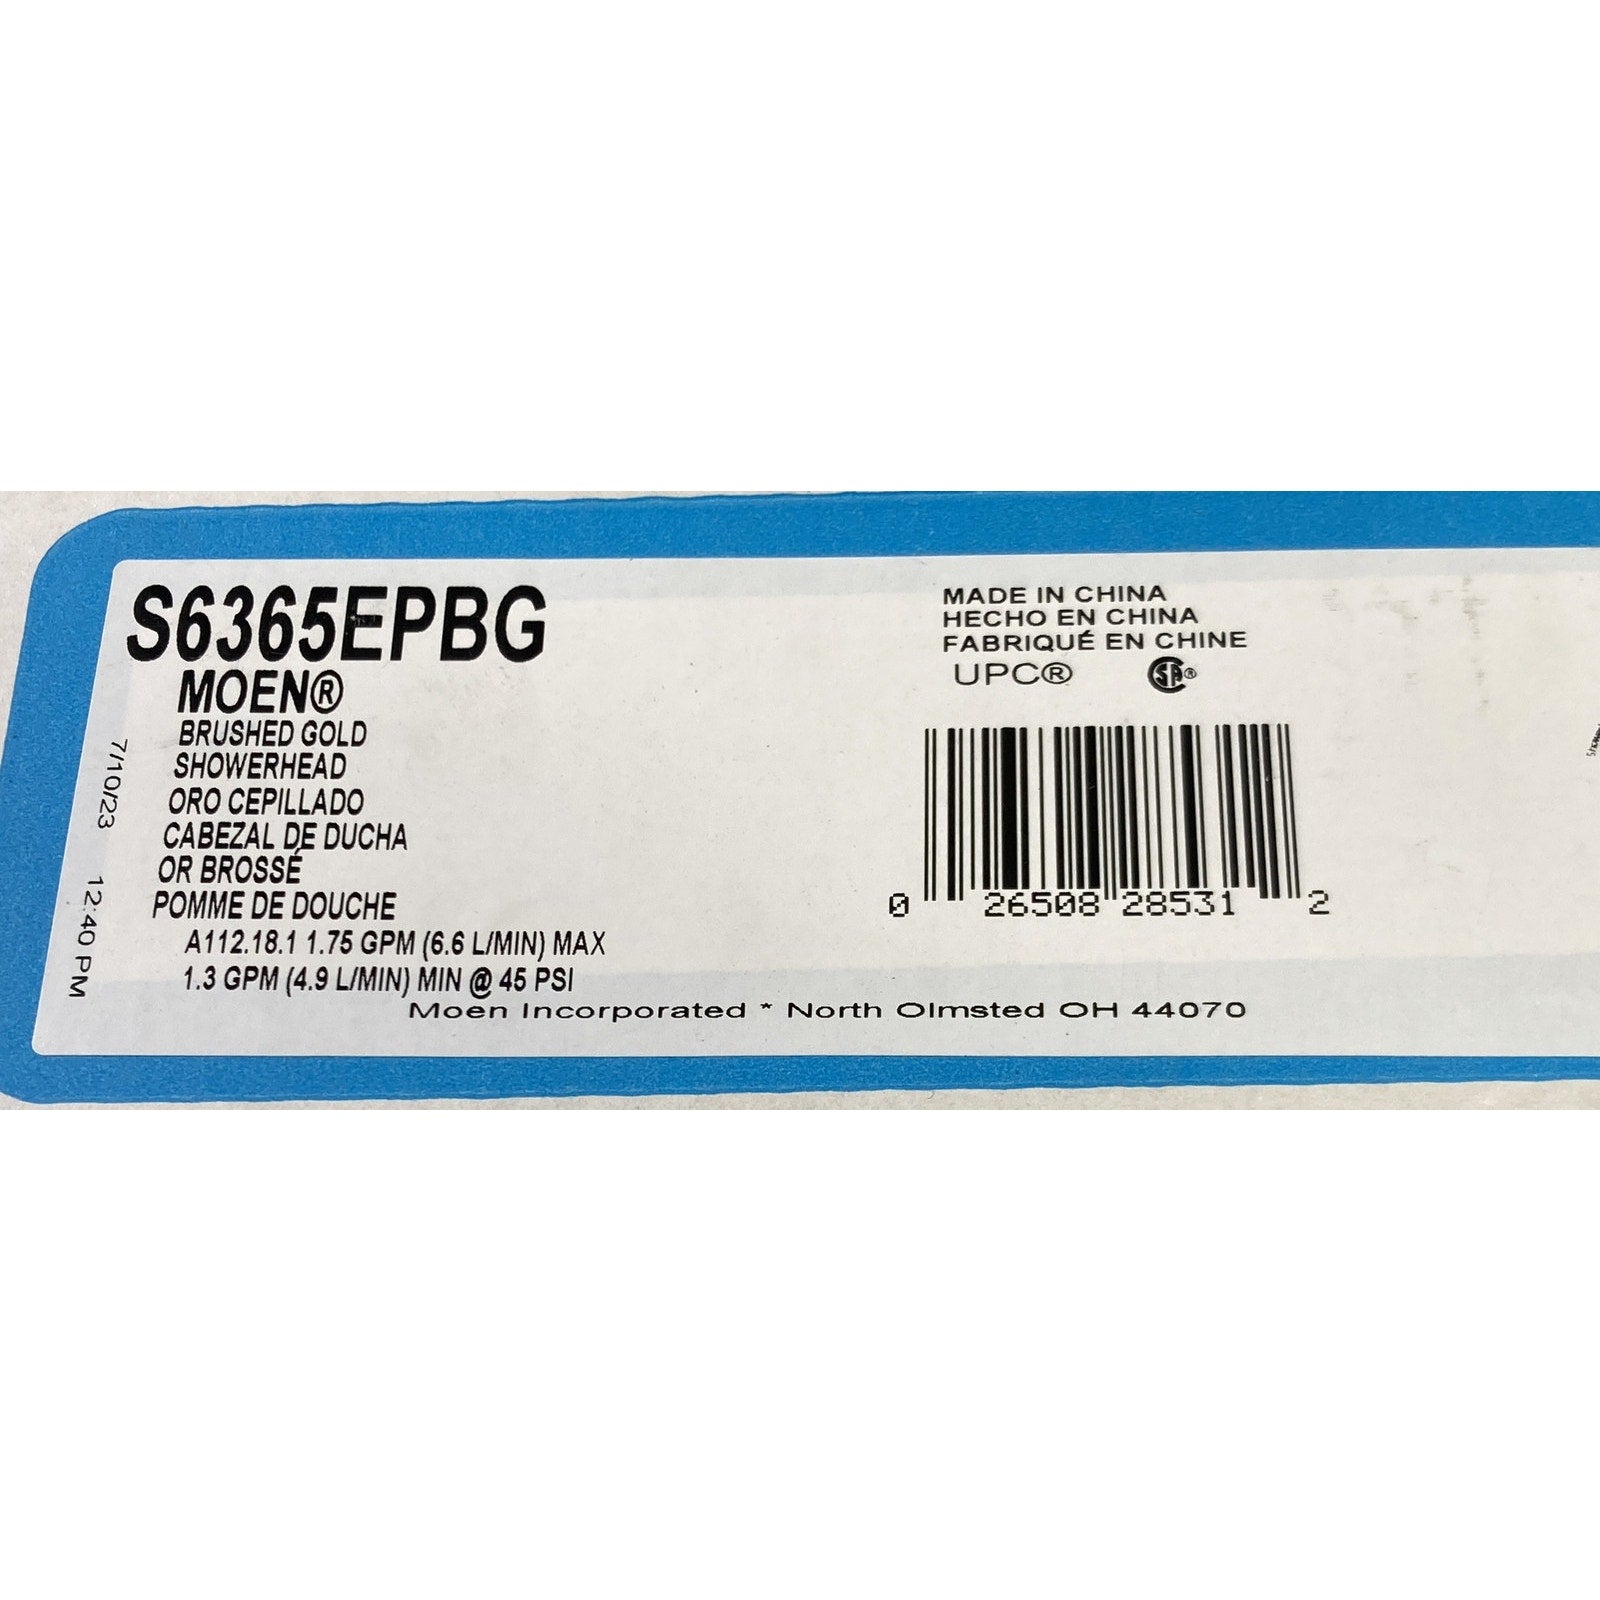 S6365EPBG
MOEN®
BRUSHED GOLD
SHOWERHEAD
ORO CEPILLADO
CABEZAL DE DUCHA
OR BROSSÉ
POMME DE DOUCHE
A112.18.1 1.75 GPM (6.6 L/MIN) MAX
1.3 GPM (4.9 L/MIN) MIN @ 45 PSI
Moen Incorporated * North Olmsted OH 44070
7/10/23 12:40 PM
MADE IN CHINA
HECHO EN CHINA
FABRIQUÉ EN CHINE
UPC® SA®
0 26508 28531 2